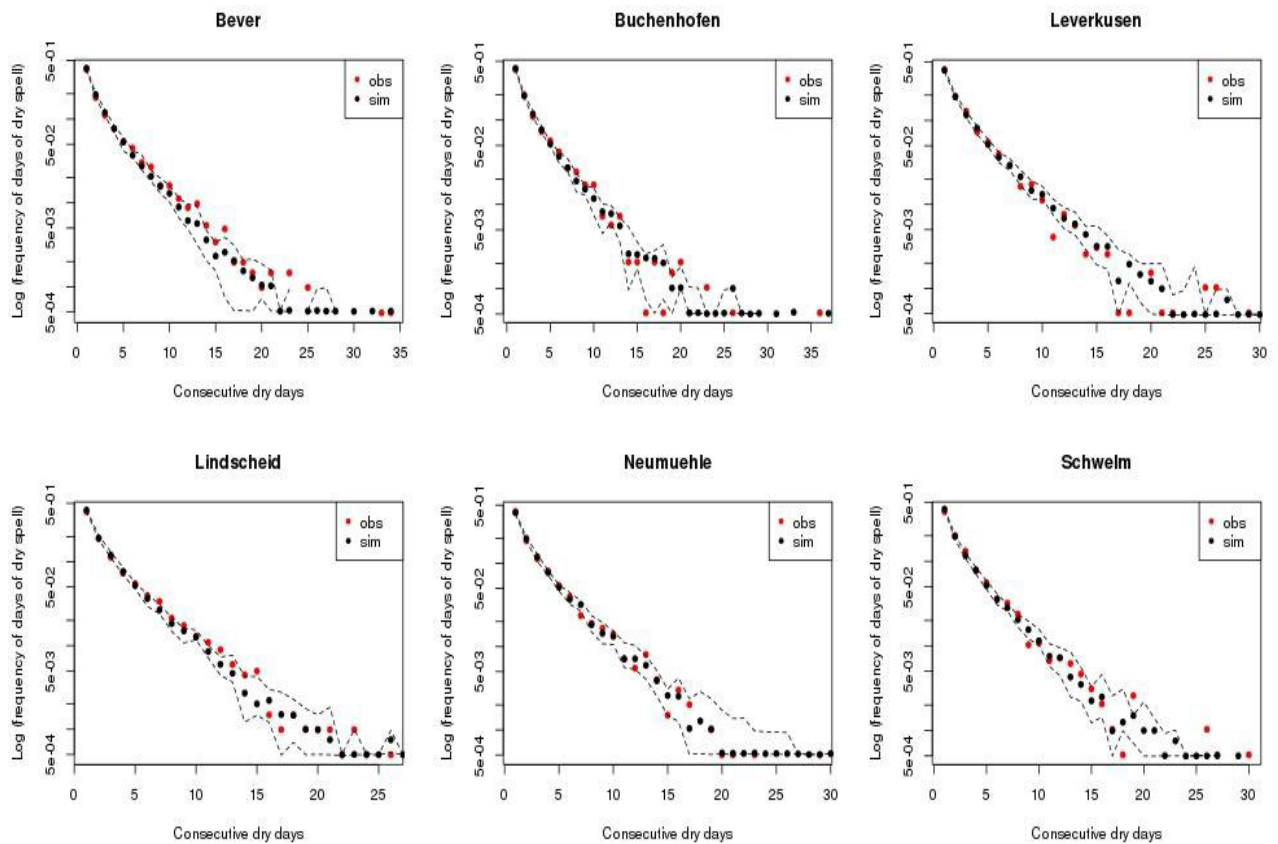 Bever
Log (frequency of days of dry spell)
5e-01
5e-02
5e-03
5e-04
obs
sim
0 5 10 15 20 25 30 35
Consecutive dry days
Buchenhofen
Log (frequency of days of dry spell)
5e-01
5e-02
5e-03
5e-04
obs
sim
0 5 10 15 20 25 30 35
Consecutive dry days
Leverkusen
Log (frequency of days of dry spell)
5e-01
5e-02
5e-03
5e-04
obs
sim
0 5 10 15 20 25 30
Consecutive dry days
Lindscheid
Log (frequency of days of dry spell)
5e-01
5e-02
5e-03
5e-04
obs
sim
0 5 10 15 20 25
Consecutive dry days
Neumuehle
Log (frequency of days of dry spell)
5e-01
5e-02
5e-03
5e-04
obs
sim
0 5 10 15 20 25 30
Consecutive dry days
Schwelm
Log (frequency of days of dry spell)
5e-01
5e-02
5e-03
5e-04
obs
sim
0 5 10 15 20 25 30
Consecutive dry days